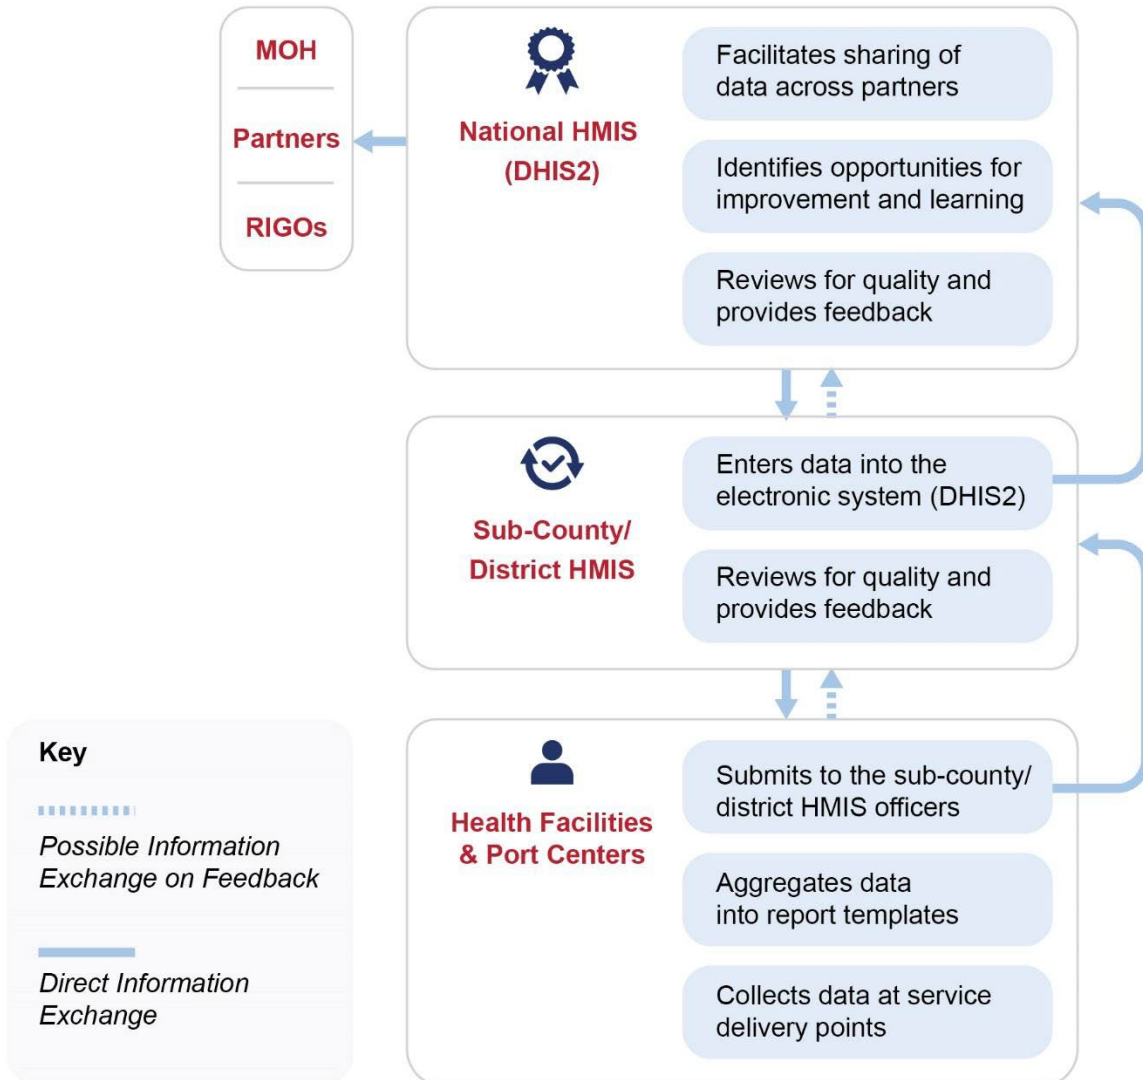 MOH
Partners
RIGOs
National HMIS
(DHIS2)
Facilitates sharing of
data across partners
Identifies opportunities for
improvement and learning
Reviews for quality and
provides feedback
Sub-County/
District HMIS
Enters data into the
electronic system (DHIS2)
Reviews for quality and
provides feedback
Health Facilities
& Port Centers
Submits to the sub-county/
district HMIS officers
Aggregates data
into report templates
Collects data at service
delivery points
Key
Possible Information
Exchange on Feedback
Direct Information
Exchange